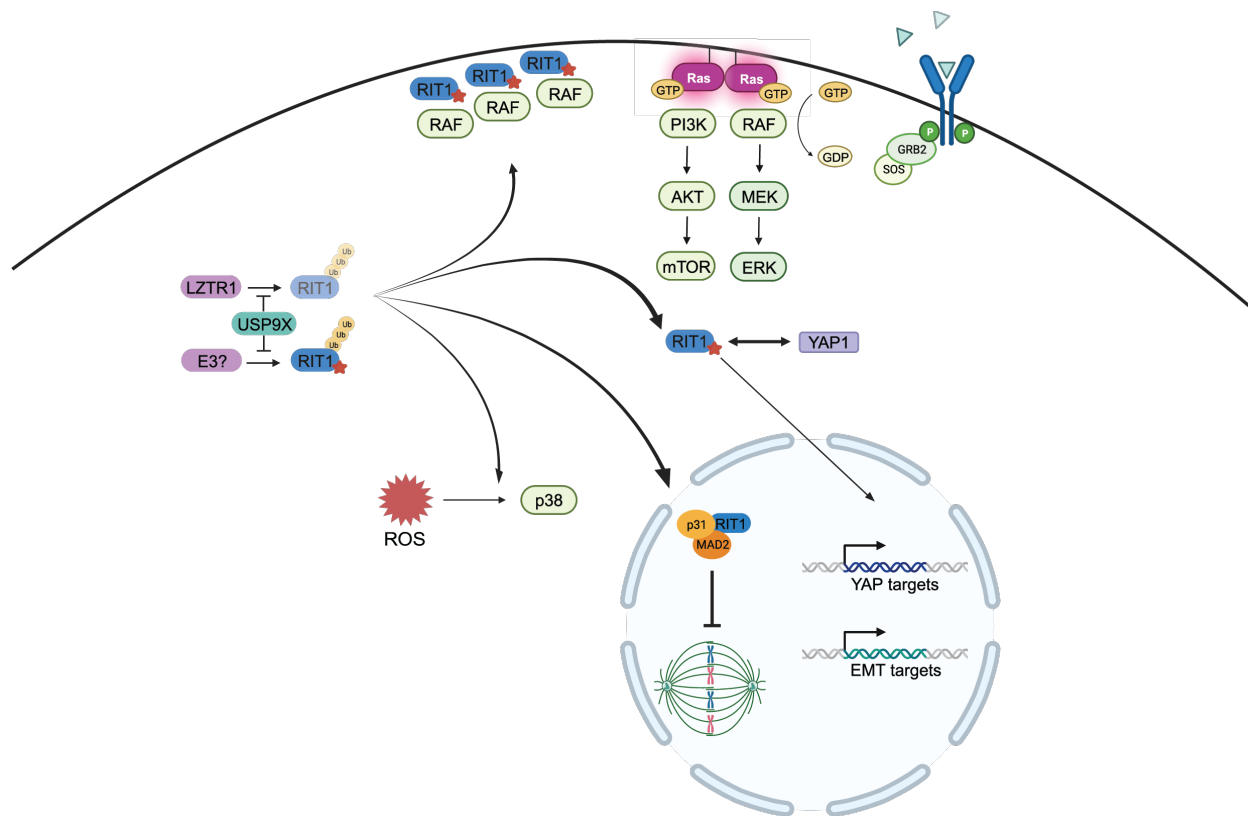 RIT1
RIT1
RIT1
RAF
RAF
RAF
Ras
Ras
GTP
GTP
GTP
PI3K
RAF
GDP
P
P
GRB2
SOS
AKT
MEK
mTOR
ERK
Ub
Ub
Ub
LZTR1
RIT1
USP9X
Ub
Ub
Ub
E3?
RIT1
RIT1
YAP1
ROS
p38
p31
RIT1
MAD2
YAP targets
EMT targets